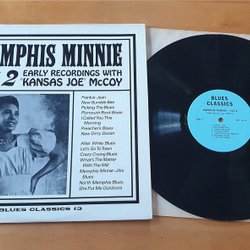 MEMPHIS MINNIE
2
EARLY RECORDINGS WITH
'KANSAS JOE' McCOY
Frankie Jean
New Bumble Bee
Picking The Blues
Plymouth Rock Blues
I Called You This
Morning
Preacher's Blues
New Dirty Dozen
After While Blues
Let's Go To Town
Crazy Crying Blues
What's The Matter
With The Mill
Memphis Minnie-Jitis
Blues
North Memphis Blues
She Put Me Outdoors
BLUES CLASSICS 13
BLUES
CLASSICS